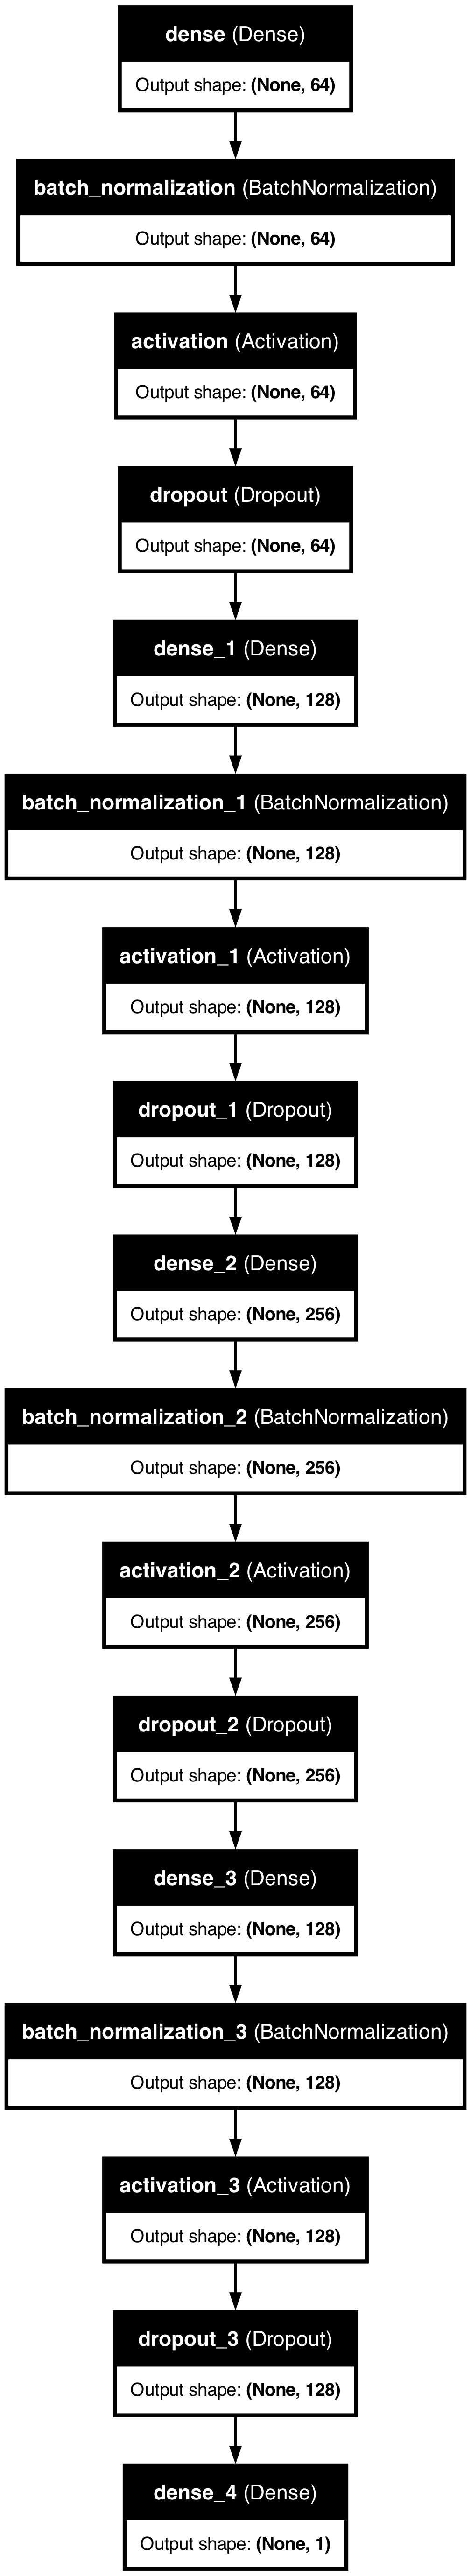 dense (Dense)
Output shape: (None, 64)
batch_normalization (BatchNormalization)
Output shape: (None, 64)
activation (Activation)
Output shape: (None, 64)
dropout (Dropout)
Output shape: (None, 64)
dense_1 (Dense)
Output shape: (None, 128)
batch_normalization_1 (BatchNormalization)
Output shape: (None, 128)
activation_1 (Activation)
Output shape: (None, 128)
dropout_1 (Dropout)
Output shape: (None, 128)
dense_2 (Dense)
Output shape: (None, 256)
batch_normalization_2 (BatchNormalization)
Output shape: (None, 256)
activation_2 (Activation)
Output shape: (None, 256)
dropout_2 (Dropout)
Output shape: (None, 256)
dense_3 (Dense)
Output shape: (None, 128)
batch_normalization_3 (BatchNormalization)
Output shape: (None, 128)
activation_3 (Activation)
Output shape: (None, 128)
dropout_3 (Dropout)
Output shape: (None, 128)
dense_4 (Dense)
Output shape: (None, 1)